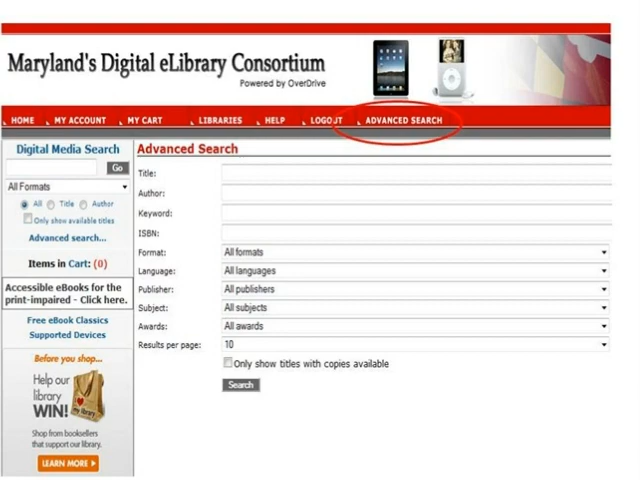 Maryland's Digital eLibrary Consortium
Powered by OverDrive
HOME MY ACCOUNT MY CART LIBRARIES HELP LOGOUT ADVANCED SEARCH
Digital Media Search
Go
All Formats
All Title Author
Only show available titles
Advanced search...
Items in Cart: (0)
Accessible eBooks for the
print-impaired - Click here.
Free eBook Classics
Supported Devices
Before you shop...
Help our
library
WIN!
I my library
Shop from booksellers
that support our library.
LEARN MORE
Advanced Search
Title:
Author:
Keyword:
ISBN:
Format: All formats
Language: All languages
Publisher: All publishers
Subject: All subjects
Awards: All awards
Results per page: 10
Only show titles with copies available
Search